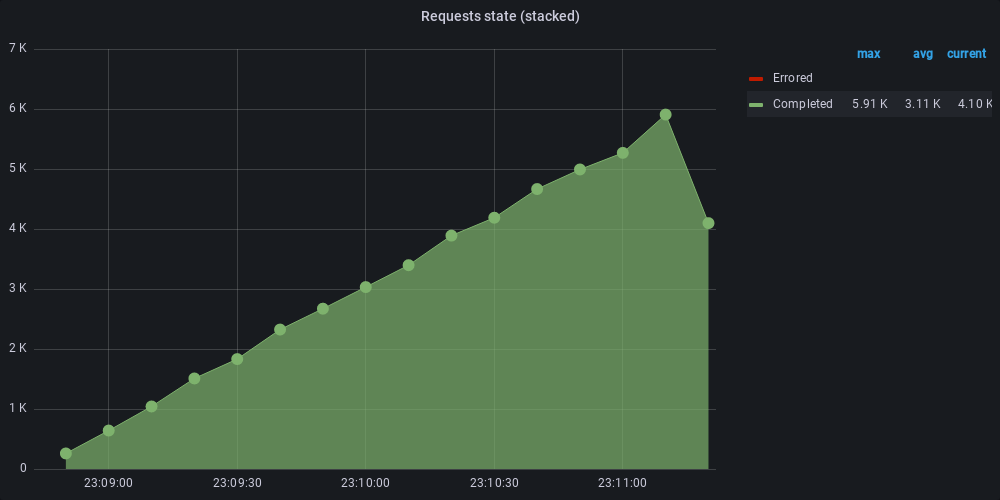 Requests state (stacked)
7 K
6 K
5 K
4 K
3 K
2 K
1 K
0
23:09:00 23:09:30 23:10:00 23:10:30 23:11:00
max avg current
Errored
Completed 5.91 K 3.11 K 4.10 K